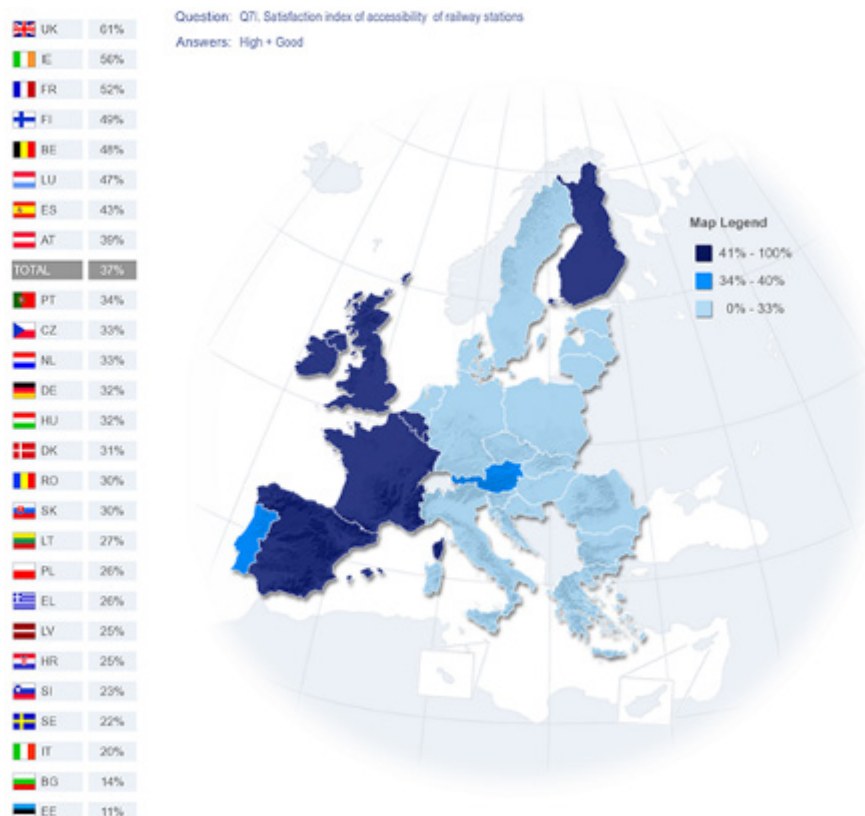 Question: Q7l. Satisfaction index of accessibility of railway stations
Answers: High + Good
UK 61%
IE 56%
FR 52%
FI 49%
BE 48%
LU 47%
ES 43%
AT 39%
TOTAL 37%
PT 34%
CZ 33%
NL 33%
DE 32%
HU 32%
DK 31%
RO 30%
SK 30%
LT 27%
PL 26%
EL 26%
LV 25%
HR 25%
SI 23%
SE 22%
IT 20%
BG 14%
EE 11%
Map Legend
41% - 100%
34% - 40%
0% - 33%